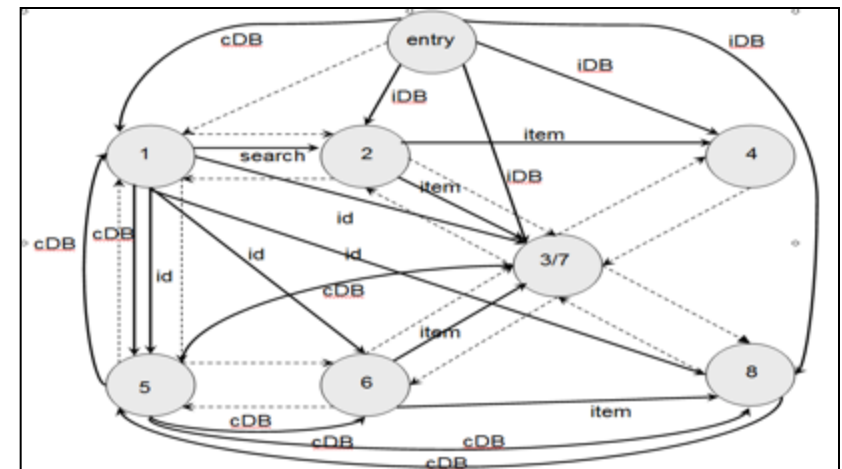 entry
cDB
iDB
iDB
iDB
1
search
2
item
4
item
iDB
id
cDB
cDB
id
id
id
3/7
cDB
item
5
6
8
item
cDB
cDB
cDB
cDB